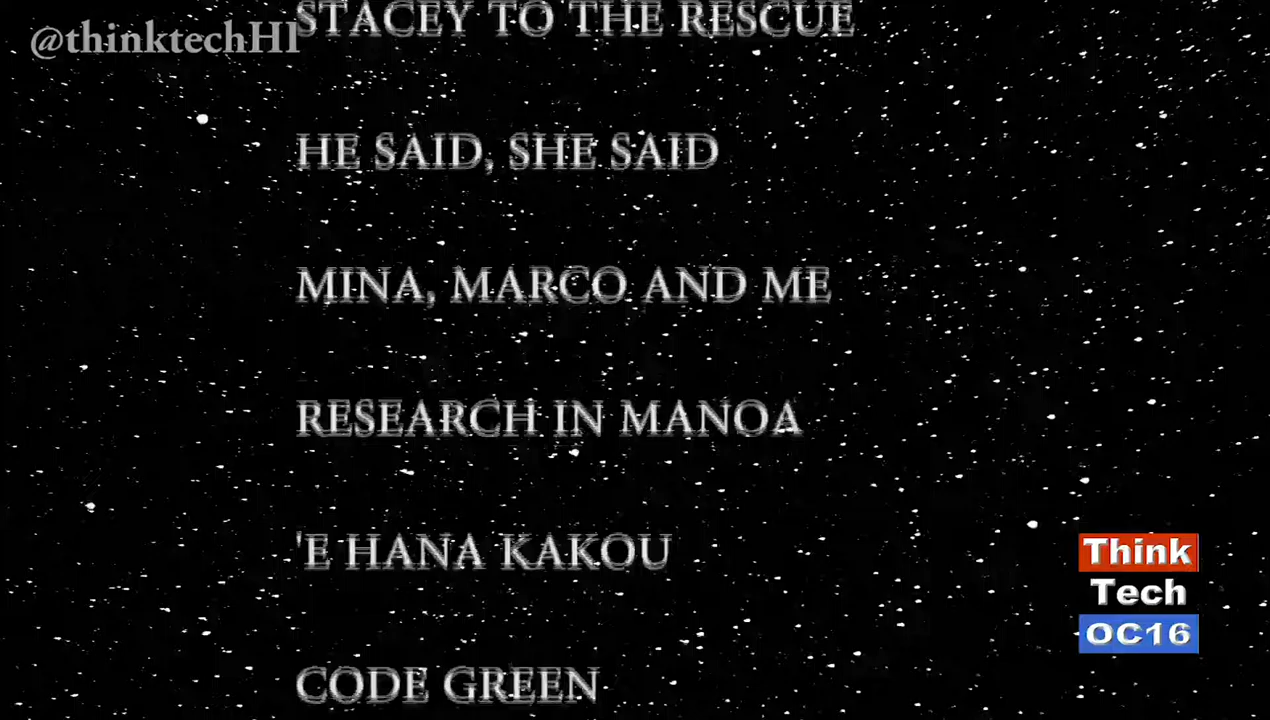 STACEY TO THE RESCUE
@thinktechHI
HE SAID, SHE SAID
MINA, MARCO AND ME
RESEARCH IN MANOA
'E HANA KAKOU
Think
Tech
OC16
CODE GREEN